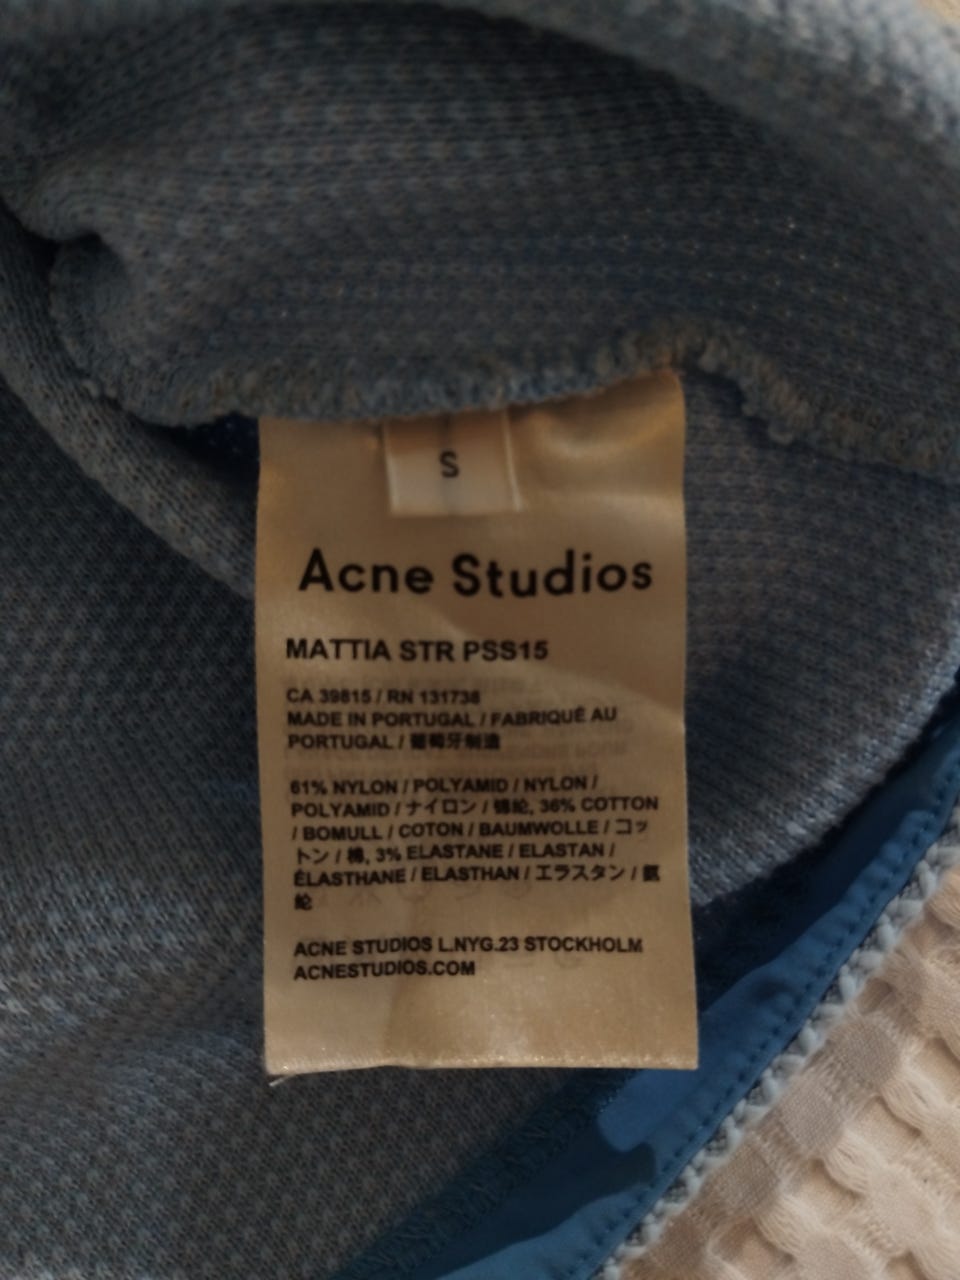 S
Acne Studios
MATTIA STR PSS15
CA 39815 / RN 131738
MADE IN PORTUGAL / FABRIQUÉ AU
PORTUGAL / 葡萄牙制造
61% NYLON / POLYAMID / NYLON /
POLYAMID / ナイロン / 锦纶, 36% COTTON
/ BOMULL / COTON / BAUMWOLLE / コッ
トン / 棉, 3% ELASTANE / ELASTAN /
ÉLASTHANE / ELASTHAN / エラスタン / 氨
纶
ACNE STUDIOS L.NYG.23 STOCKHOLM
ACNESTUDIOS.COM